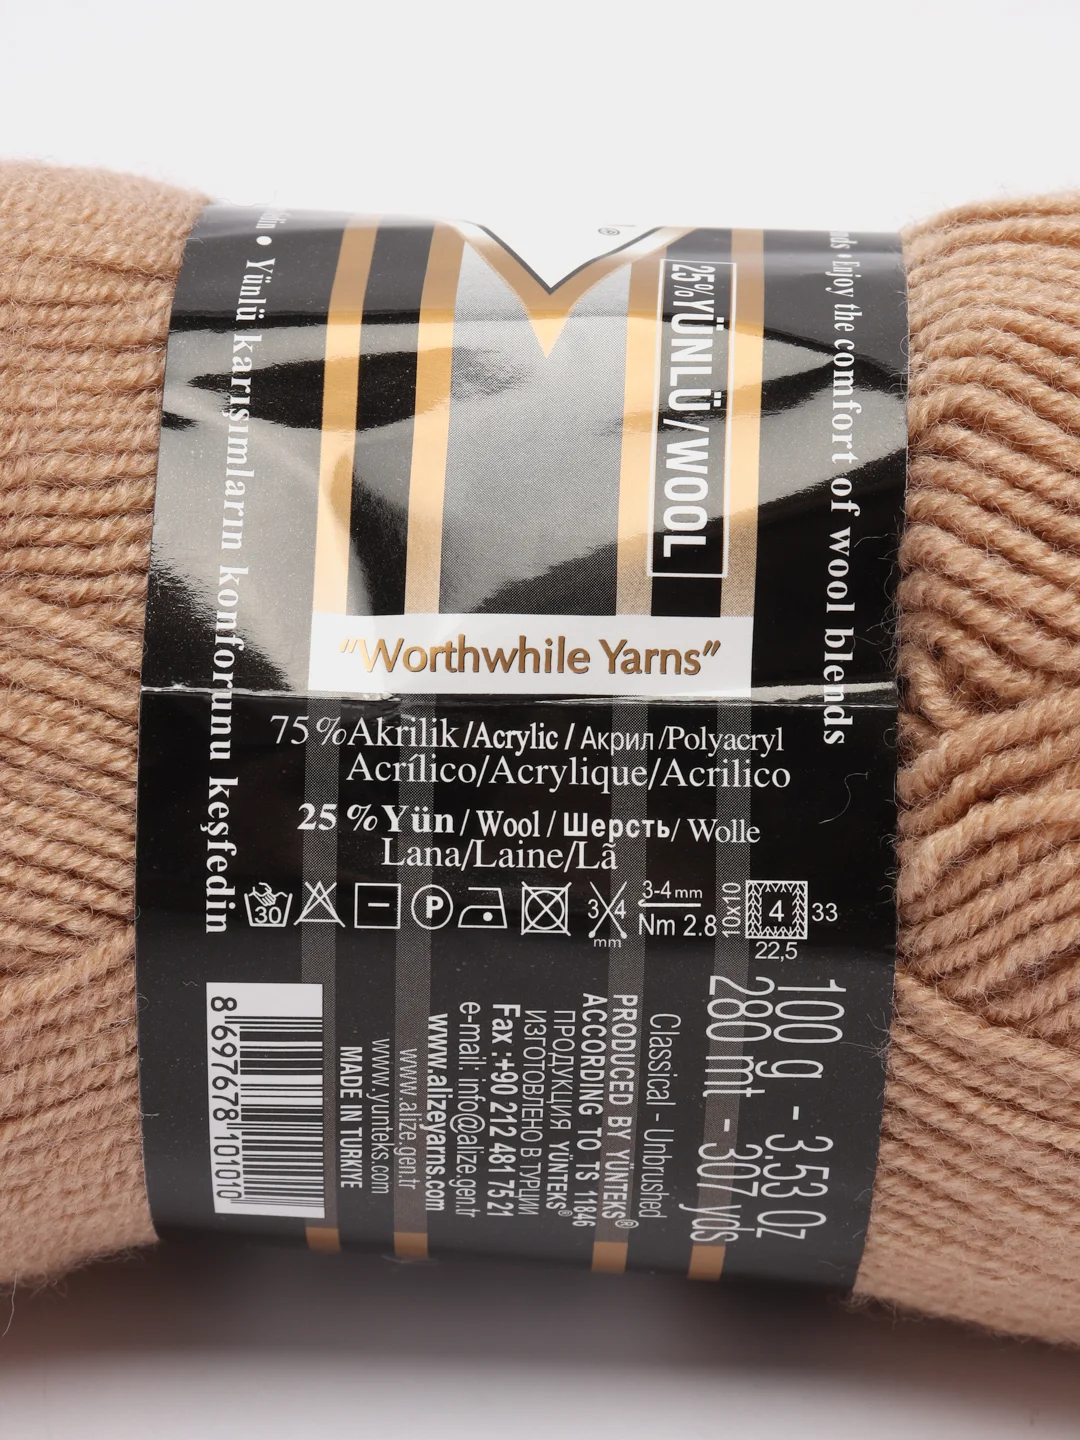 Yünlü karışımların konforunu keşfedin
• Enjoy the comfort of wool blends
25% YÜNLÜ / WOOL
"Worthwhile Yarns"
75 % Akrilik / Acrylic / Акрил / Polyacryl
Acrílico/Acrylique/Acrilico
25 % Yün / Wool / Шерсть / Wolle
Lana/Laine/Lã
30
P
3 4
mm
3-4 mm
Nm 2.8
10x10
4
33
22,5
100 g - 3,53 Oz
280 mt - 307 yds
Classical - Unbrushed
PRODUCED BY YÜNTEKS®
ACCORDING TO TS 11846
ПРОДУКЦИЯ YÜNTEKS®
ИЗГОТОВЛЕНО В ТУРЦИИ
Fax :+90 212 481 75 21
e-mail: info@alize.gen.tr
www.alizeyarns.com
www.alize.gen.tr
www.yunteks.com
MADE IN TURKIYE
8 697678 101010